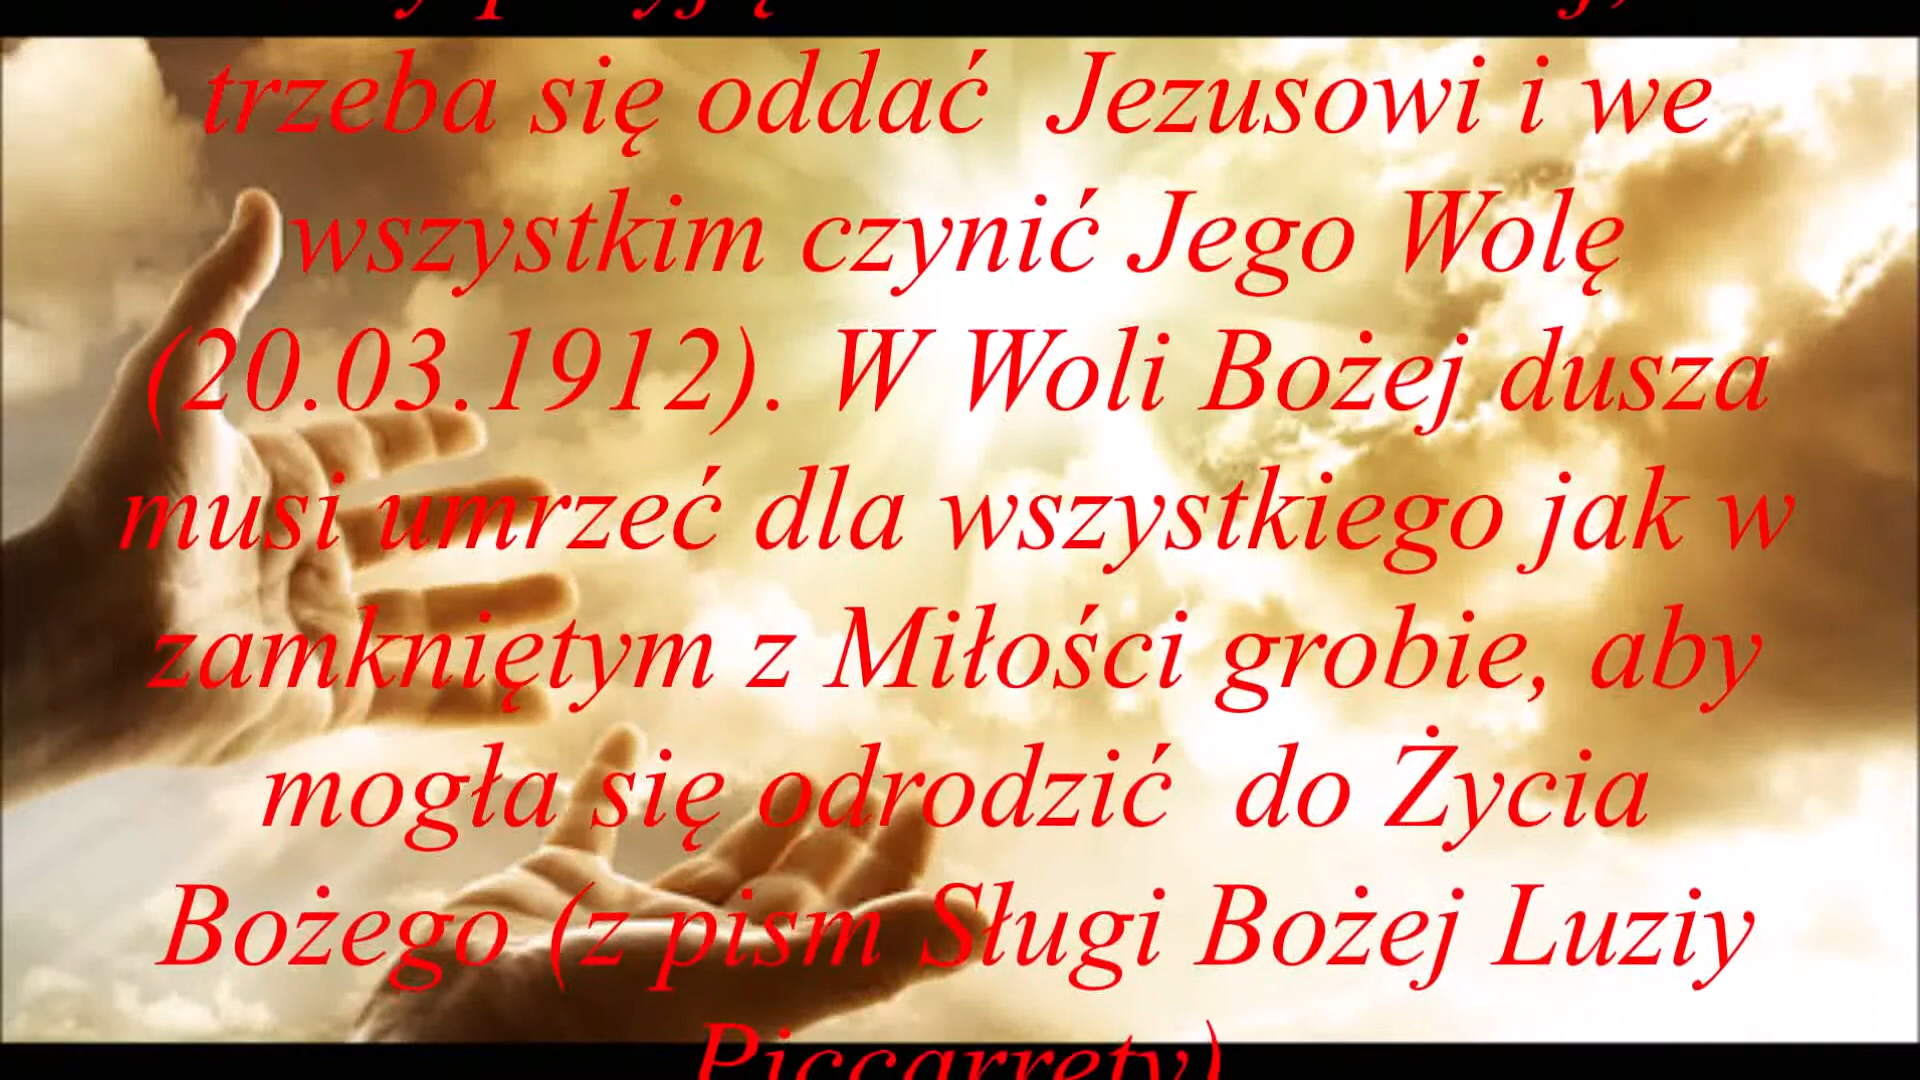 trzeba się oddać Jezusowi i we
wszystkim czynić Jego Wolę
(20.03.1912). W Woli Bożej dusza
musi umrzeć dla wszystkiego jak w
zamkniętym z Miłości grobie, aby
mogła się odrodzić do Życia
Bożego (z pism Sługi Bożej Luziy
Piccarrety)